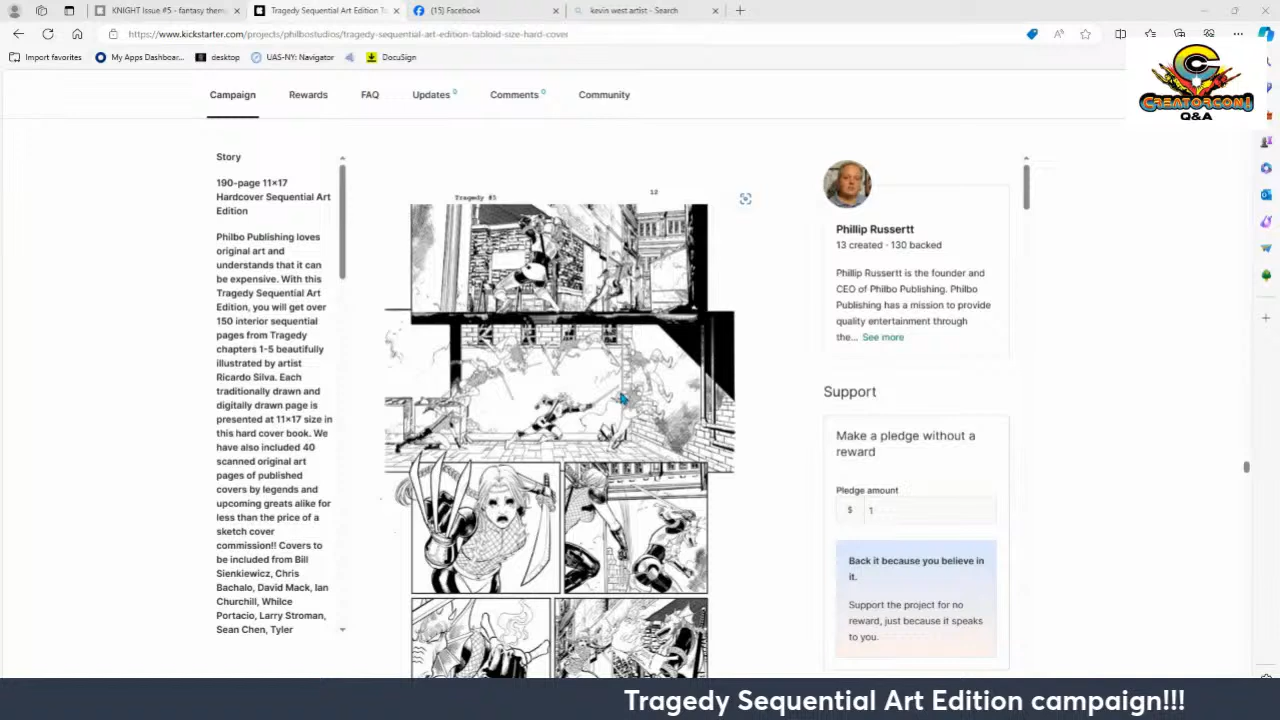 KNIGHT Issue #5 - fantasy them
Tragedy Sequential Art Edition T
(15) Facebook
kevin west artist - Search
https://www.kickstarter.com/projects/philbostudios/tragedy-sequential-art-edition-tabloid-size-hard-cover
Import favorites
My Apps Dashboar...
desktop
UAS-NY: Navigator
DocuSign
CREATORCON!
Q&A
Campaign
Rewards
FAQ
Updates 0
Comments 0
Community
Story
190-page 11x17
Hardcover Sequential Art
Edition
Philbo Publishing loves
original art and
understands that it can
be expensive. With this
Tragedy Sequential Art
Edition, you will get over
150 interior sequential
pages from Tragedy
chapters 1-5 beautifully
illustrated by artist
Ricardo Silva. Each
traditionally drawn and
digitally drawn page is
presented at 11x17 size in
this hard cover book. We
have also included 40
scanned original art
pages of published
covers by legends and
upcoming greats alike for
less than the price of a
sketch cover
commission!! Covers to
be included from Bill
Sienkiewicz, Chris
Bachalo, David Mack, Ian
Churchill, Whilce
Portacio, Larry Stroman,
Sean Chen, Tyler
12
Phillip Russertt
13 created · 130 backed
Phillip Russertt is the founder and
CEO of Philbo Publishing. Philbo
Publishing has a mission to provide
quality entertainment through
the... See more
Support
Make a pledge without a
reward
Pledge amount
$ 1
Back it because you believe in
it.
Support the project for no
reward, just because it speaks
to you.
Tragedy Sequential Art Edition campaign!!!